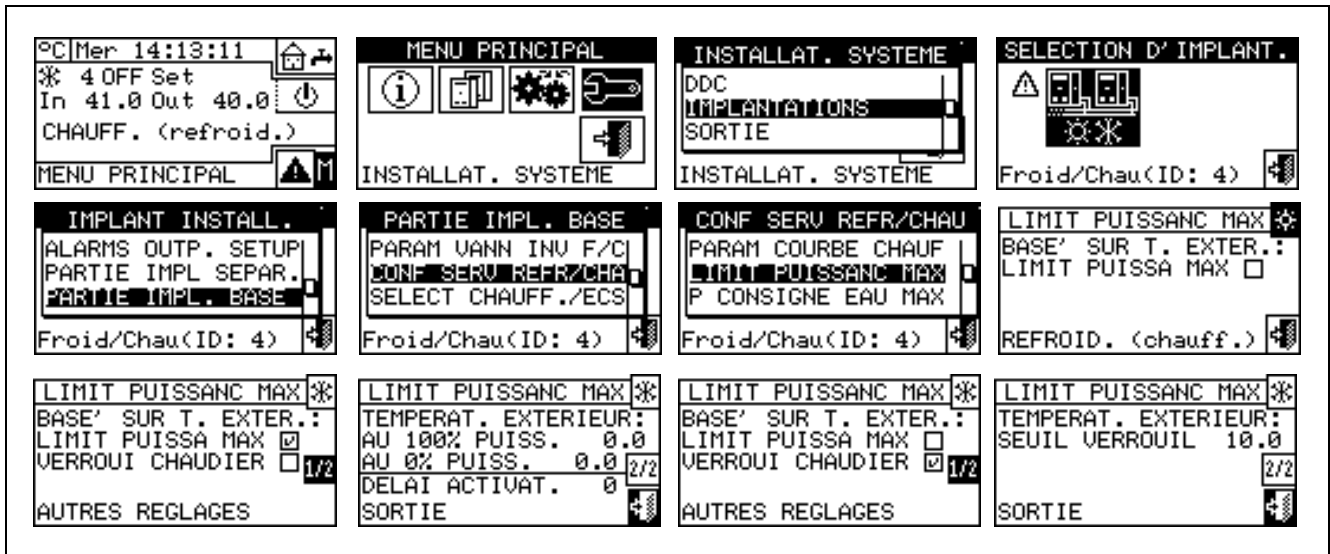 °C Mer 14:13:11
4 OFF Set
In 41.0 Out 40.0
CHAUFF. (refroid.)
MENU PRINCIPAL M
MENU PRINCIPAL
INSTALLAT. SYSTEME
INSTALLAT. SYSTEME
DDC
IMPLANTATIONS
SORTIE
INSTALLAT. SYSTEME
SELECTION D'IMPLANT.
Froid/Chau(ID: 4)
IMPLANT INSTALL.
ALARMS OUTP. SETUP
PARTIE IMPL SEPAR.
PARTIE IMPL. BASE
Froid/Chau(ID: 4)
PARTIE IMPL. BASE
PARAM VANN INV F/C
CONF SERV REFR/CHA
SELECT CHAUFF./ECS
Froid/Chau(ID: 4)
CONF SERV REFR/CHAU
PARAM COURBE CHAUF
LIMIT PUISSANC MAX
P CONSIGNE EAU MAX
Froid/Chau(ID: 4)
LIMIT PUISSANC MAX
BASE' SUR T. EXTER.:
LIMIT PUISSA MAX
REFROID. (chauff.)
LIMIT PUISSANC MAX
BASE' SUR T. EXTER.:
LIMIT PUISSA MAX
VERROUI CHAUDIER 1/2
AUTRES REGLAGES
LIMIT PUISSANC MAX
TEMPERAT. EXTERIEUR:
AU 100% PUISS. 0.0
AU 0% PUISS. 0.0 2/2
DELAI ACTIVAT. 0
SORTIE
LIMIT PUISSANC MAX
BASE' SUR T. EXTER.:
LIMIT PUISSA MAX
VERROUI CHAUDIER 1/2
AUTRES REGLAGES
LIMIT PUISSANC MAX
TEMPERAT. EXTERIEUR:
SEUIL VERROUIL 10.0
2/2
SORTIE